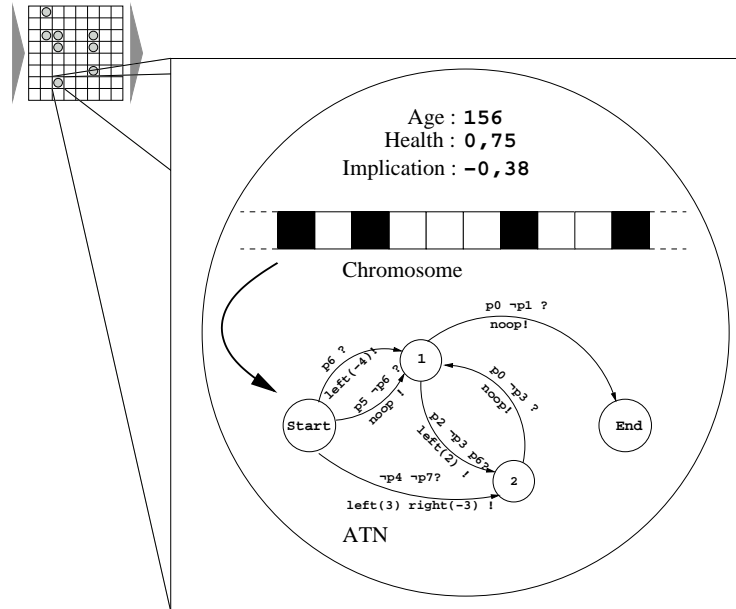 Age : 156
Health : 0,75
Implication : −0,38
Chromosome
p0 ¬p1 ?
noop!
p6 ?
left(−4)!
p5 ¬p6 ?
noop !
1
p0 ¬p3 ?
noop!
p2 ¬p3 p6?
left(2) !
Start
End
¬p4 ¬p7?
2
left(3) right(−3) !
ATN